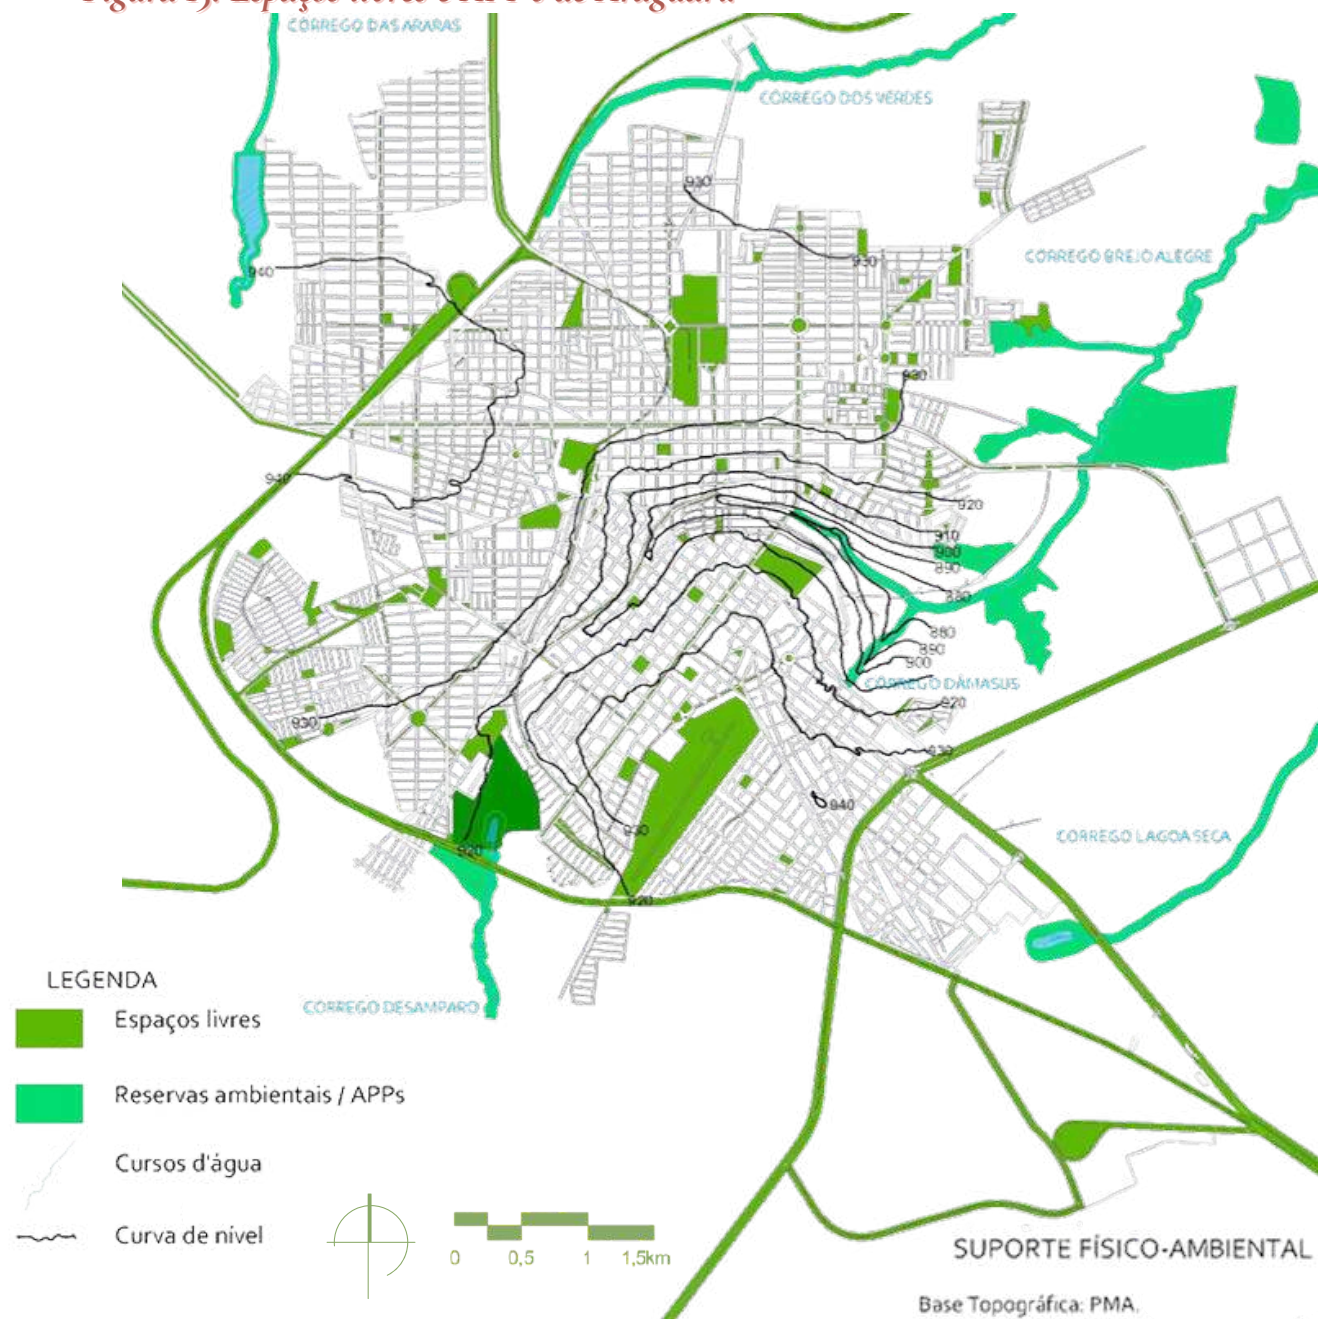 CÓRREGO DAS ARARAS
CÓRREGO DOS VERDES
930
930
CÓRREGO BREJO ALEGRE
940
930
940
920
910
900
890
880
880
890
900
CÓRREGO DÂMASUS
920
930
930
940
930
920
920
CÓRREGO LAGOA SECA
CÓRREGO DESAMPARO
LEGENDA
Espaços livres
Reservas ambientais / APPs
Cursos d'água
Curva de nível
0 0,5 1 1,5km
SUPORTE FÍSICO-AMBIENTAL
Base Topográfica: PMA.